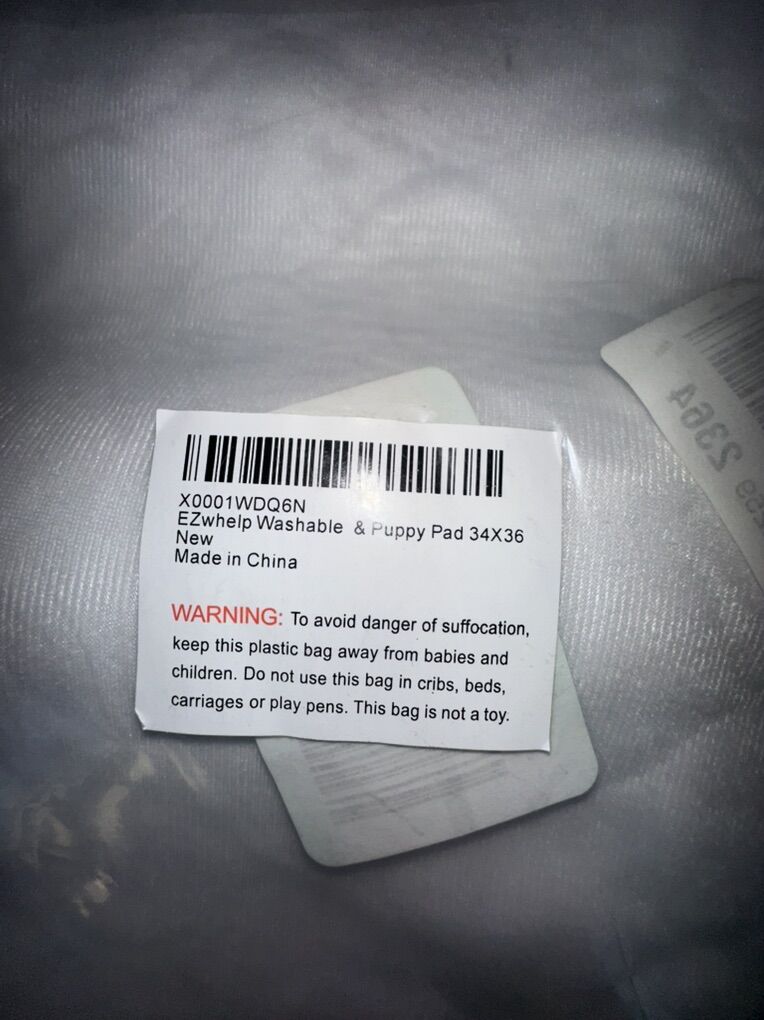 X0001WDQ6N
EZwhelp Washable & Puppy Pad 34X36
New
Made in China
WARNING: To avoid danger of suffocation,
keep this plastic bag away from babies and
children. Do not use this bag in cribs, beds,
carriages or play pens. This bag is not a toy.
2364